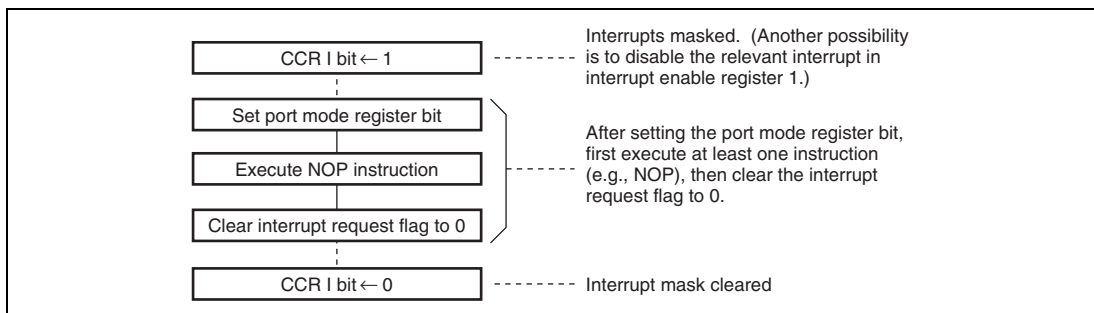 CCR I bit ← 1
Interrupts masked. (Another possibility
is to disable the relevant interrupt in
interrupt enable register 1.)
Set port mode register bit
Execute NOP instruction
Clear interrupt request flag to 0
After setting the port mode register bit,
first execute at least one instruction
(e.g., NOP), then clear the interrupt
request flag to 0.
CCR I bit ← 0
Interrupt mask cleared